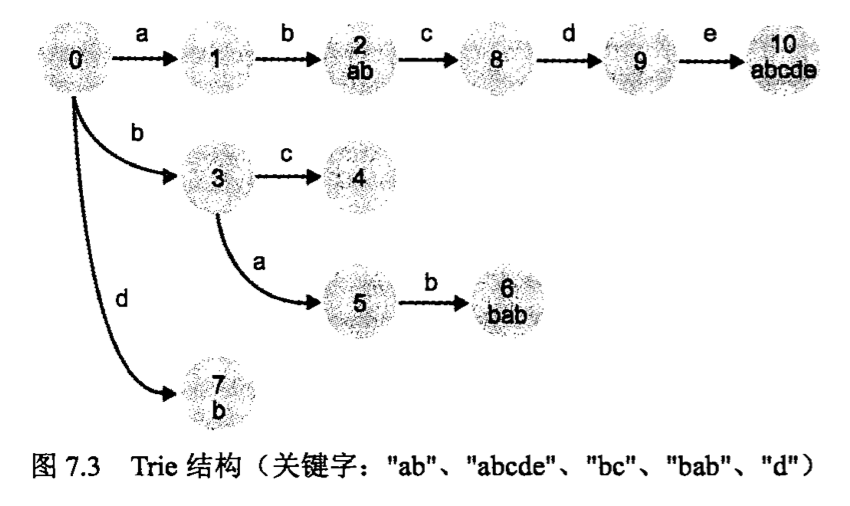 a b c d e
0 1 2 8 9 10
ab abcde
b c
3 4
a b
d 5 6
bab
7
b
图 7.3 Trie 结构（关键字："ab"、"abcde"、"bc"、"bab"、"d"）